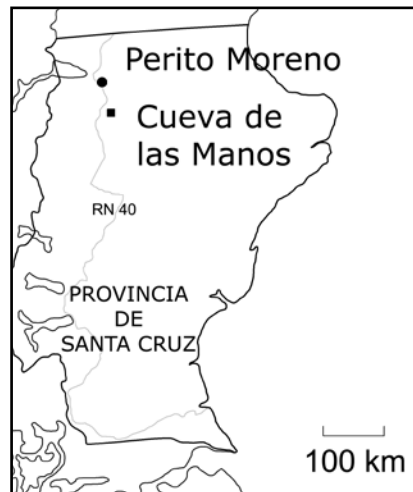 Perito Moreno
Cueva de
las Manos
RN 40
PROVINCIA
DE
SANTA CRUZ
100 km